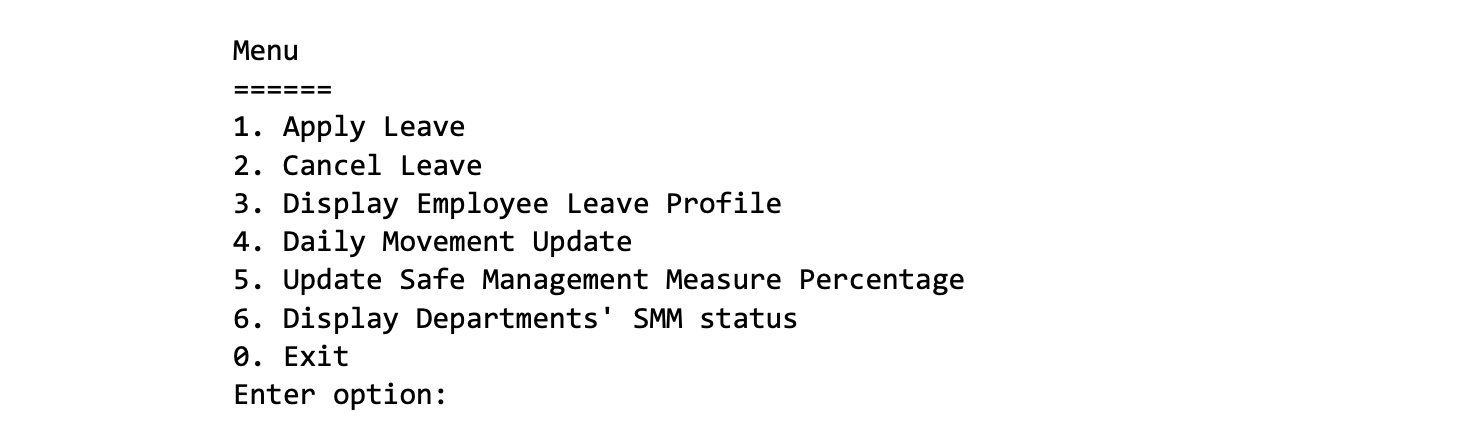 Menu
======
1. Apply Leave
2. Cancel Leave
3. Display Employee Leave Profile
4. Daily Movement Update
5. Update Safe Management Measure Percentage
6. Display Departments' SMM status
0. Exit
Enter option: